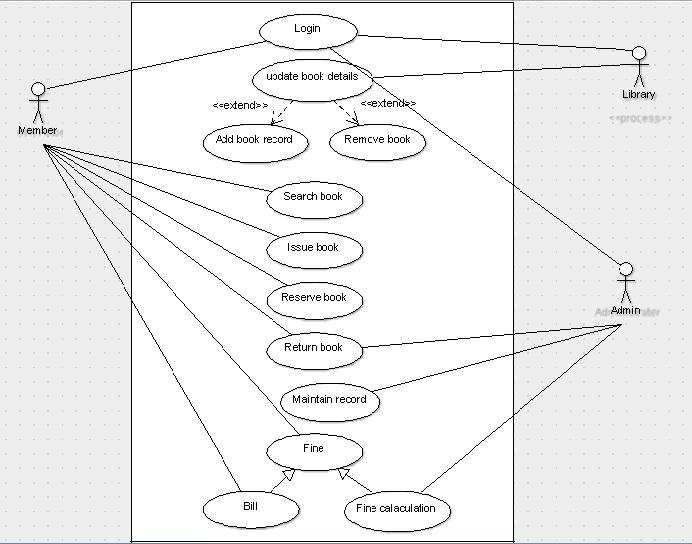 Login
update book details
<<extend>>
<<extend>>
Library
<<process>>
Member
Add book record
Remove book
Search book
Issue book
Reserve book
Admin
Return book
Maintain record
Fine
Bill
Fine calaculation